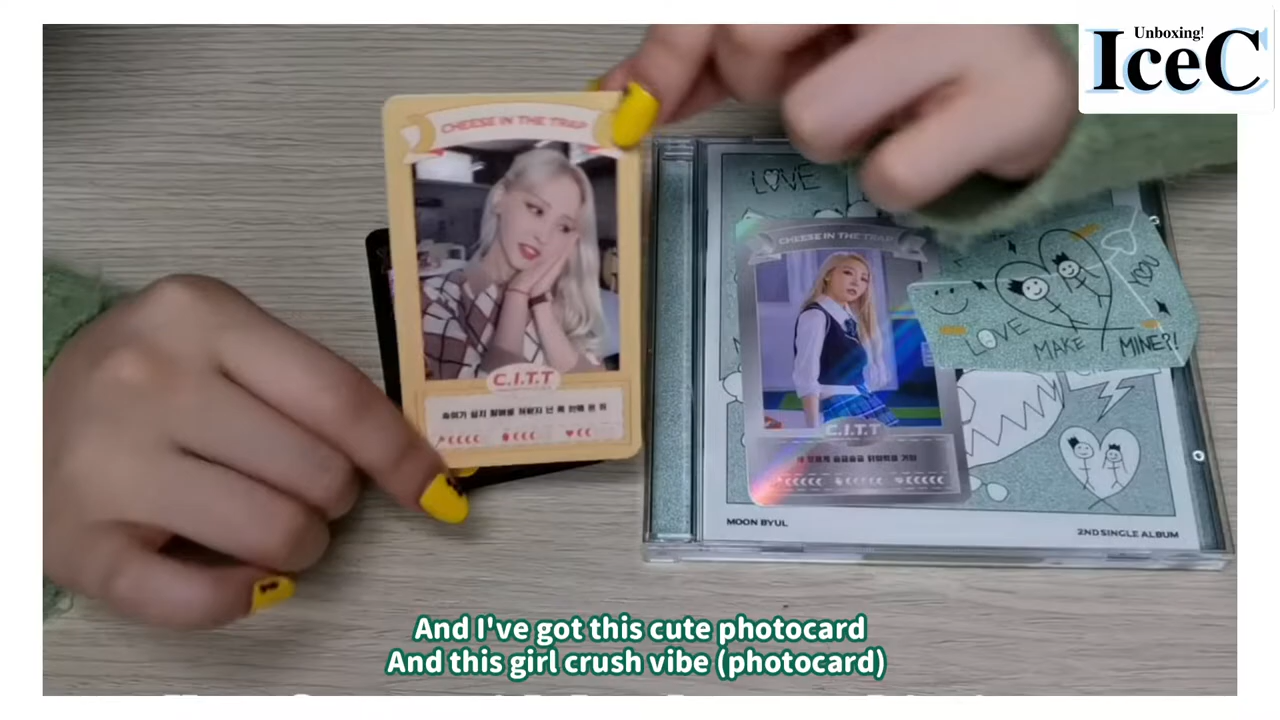 Unboxing!
IceC
CHEESE IN THE TRAP
C.I.T.T
LOVE
CHEESE IN THE TRAP
C.I.T.T
YOU
LOVE
MAKE
MINE?!
MOON BYUL
2ND SINGLE ALBUM
And I've got this cute photocard
And this girl crush vibe (photocard)